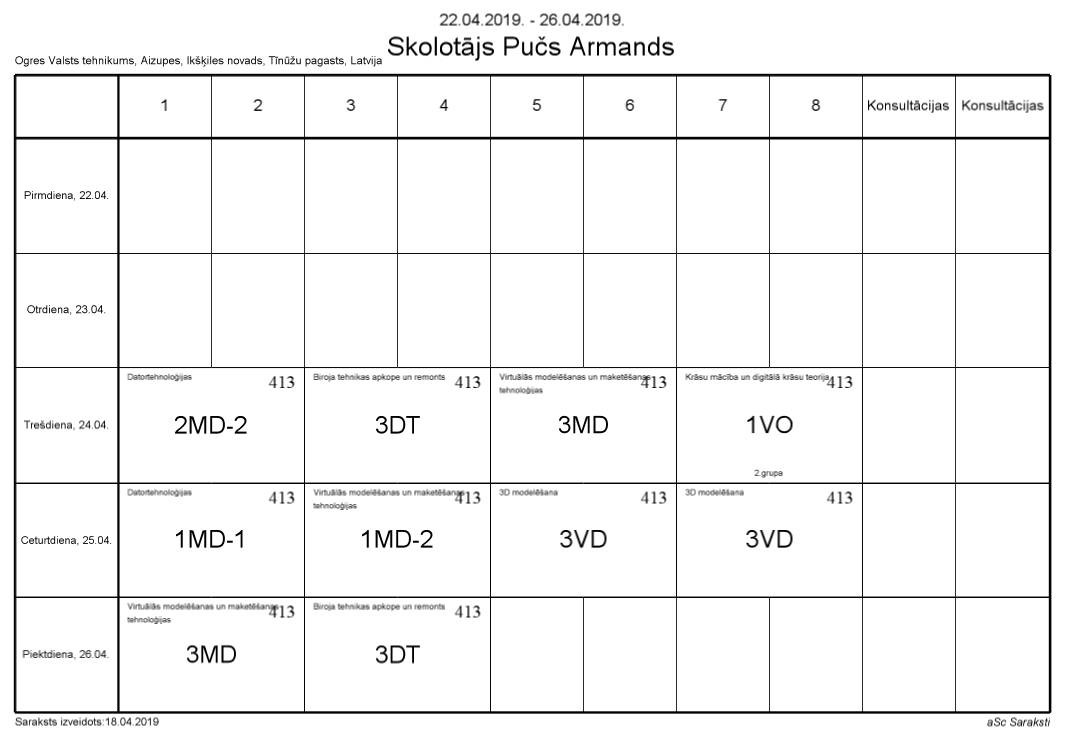 22.04.2019. - 26.04.2019.
Skolotājs Pučs Armands
Ogres Valsts tehnikums, Aizupes, Ikšķiles novads, Tīnūžu pagasts, Latvija
1 2 3 4 5 6 7 8 Konsultācijas Konsultācijas
Pirmdiena, 22.04.
Otrdiena, 23.04.
Trešdiena, 24.04.
Datortehnoloģijas 413
2MD-2
Biroja tehnikas apkope un remonts 413
3DT
Virtuālās modelēšanas un maketēšanas 413
tehnoloģijas
3MD
Krāsu mācība un digitālā krāsu teorija 413
1VO
2.grupa
Ceturtdiena, 25.04.
Datortehnoloģijas 413
1MD-1
Virtuālās modelēšanas un maketēšanas 413
tehnoloģijas
1MD-2
3D modelēšana 413
3VD
3D modelēšana 413
3VD
Piektdiena, 26.04.
Virtuālās modelēšanas un maketēšanas 413
tehnoloģijas
3MD
Biroja tehnikas apkope un remonts 413
3DT
Saraksts izveidots:18.04.2019
aSc Saraksti